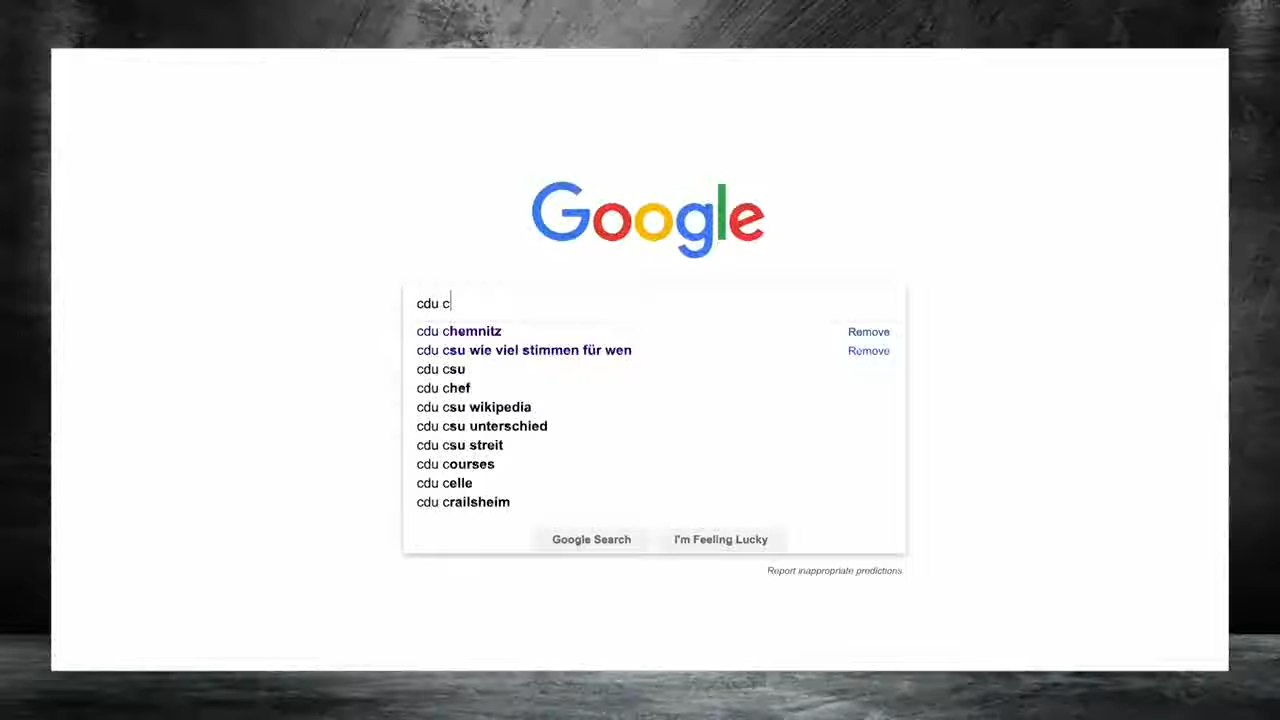 Google
cdu c
cdu chemnitz Remove
cdu csu wie viel stimmen für wen Remove
cdu csu
cdu chef
cdu csu wikipedia
cdu csu unterschied
cdu csu streit
cdu courses
cdu celle
cdu crailsheim
Google Search I'm Feeling Lucky
Report inappropriate predictions